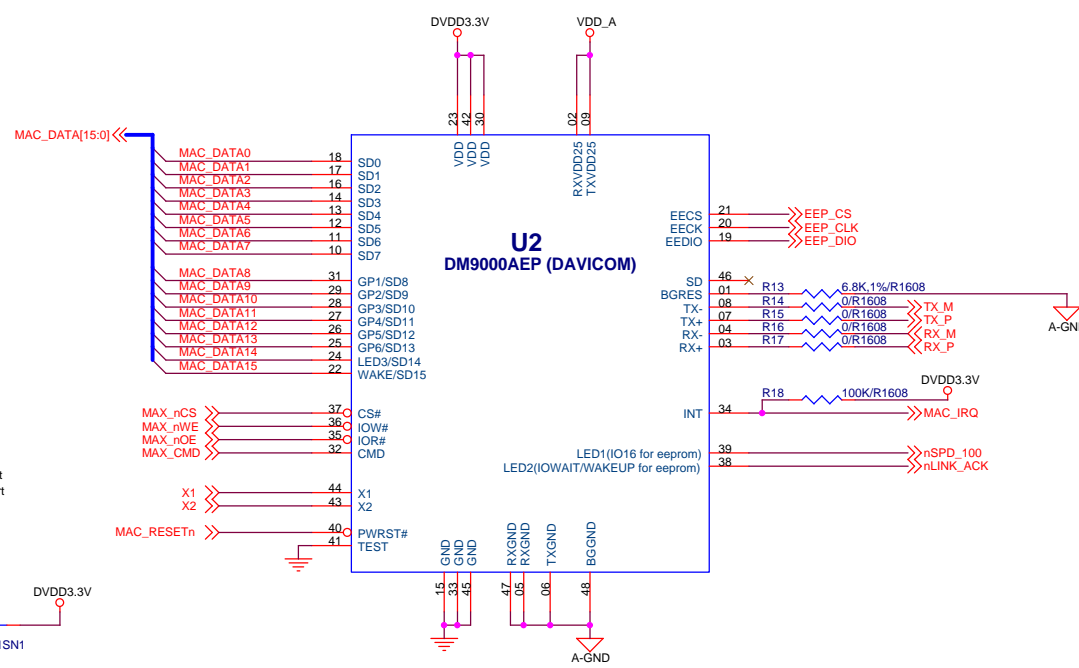 DVDD3.3V VDD_A
23 42 30 02 09
VDD VDD VDD RXVDD25 TXVDD25
MAC_DATA[15:0]
MAC_DATA0 18 SD0
MAC_DATA1 17 SD1
MAC_DATA2 16 SD2
MAC_DATA3 14 SD3
MAC_DATA4 13 SD4
MAC_DATA5 12 SD5
MAC_DATA6 11 SD6
MAC_DATA7 10 SD7
MAC_DATA8 31 GP1/SD8
MAC_DATA9 29 GP2/SD9
MAC_DATA10 28 GP3/SD10
MAC_DATA11 27 GP4/SD11
MAC_DATA12 26 GP5/SD12
MAC_DATA13 25 GP6/SD13
MAC_DATA14 24 LED3/SD14
MAC_DATA15 22 WAKE/SD15
U2
DM9000AEP (DAVICOM)
EECS 21 EEP_CS
EECK 20 EEP_CLK
EEDIO 19 EEP_DIO
SD 46
BGRES 01 R13 6.8K,1%/R1608
TX- 08 R14 0/R1608 TX_M
TX+ 07 R15 0/R1608 TX_P
RX- 04 R16 0/R1608 RX_M
RX+ 03 R17 0/R1608 RX_P
A-GND
DVDD3.3V
R18 100K/R1608
INT 34 MAC_IRQ
MAX_nCS 37 CS#
MAX_nWE 36 IOW#
MAX_nOE 35 IOR#
MAX_CMD 32 CMD
LED1(IO16 for eeprom) 39 nSPD_100
LED2(IOWAIT/WAKEUP for eeprom) 38 nLINK_ACK
X1 44 X1
X2 43 X2
MAC_RESETn 40 PWRST#
41 TEST
GND GND GND RXGND RXGND TXGND BGGND
15 33 45 47 05 06 48
A-GND
DVDD3.3V